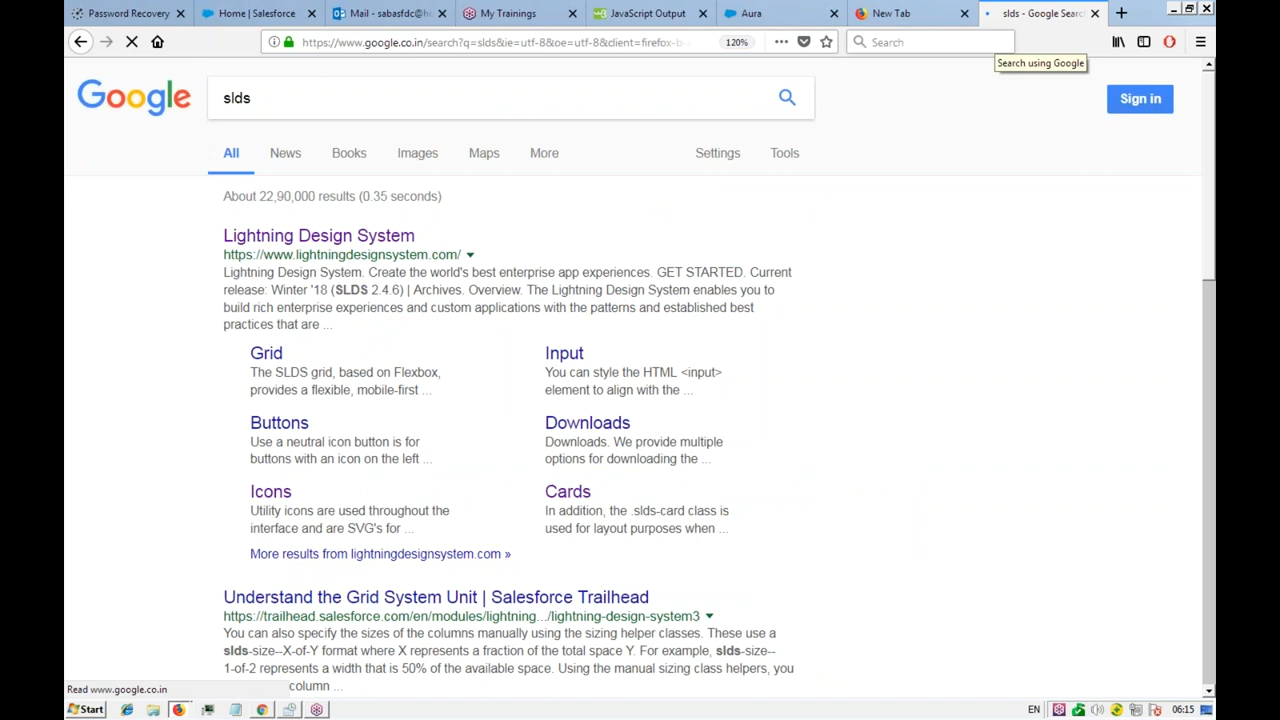 Password Recovery
Home | Salesforce
Mail - sabasfdc@h
My Trainings
JavaScript Output
Aura
New Tab
slds - Google Searc
https://www.google.co.in/search?q=slds&ie=utf-8&oe=utf-8&client=firefox-b-
120%
Search
Search using Google
Google
slds
Sign in
All
News
Books
Images
Maps
More
Settings
Tools
About 22,90,000 results (0.35 seconds)
Lightning Design System
https://www.lightningdesignsystem.com/
Lightning Design System. Create the world's best enterprise app experiences. GET STARTED. Current
release: Winter '18 (SLDS 2.4.6) | Archives. Overview. The Lightning Design System enables you to
build rich enterprise experiences and custom applications with the patterns and established best
practices that are ...
Grid
The SLDS grid, based on Flexbox,
provides a flexible, mobile-first ...
Input
You can style the HTML <input>
element to align with the ...
Buttons
Use a neutral icon button is for
buttons with an icon on the left ...
Downloads
Downloads. We provide multiple
options for downloading the ...
Icons
Utility icons are used throughout the
interface and are SVG's for ...
Cards
In addition, the .slds-card class is
used for layout purposes when ...
More results from lightningdesignsystem.com »
Understand the Grid System Unit | Salesforce Trailhead
https://trailhead.salesforce.com/en/modules/lightning.../lightning-design-system3
You can also specify the sizes of the columns manually using the sizing helper classes. These use a
slds-size--X-of-Y format where X represents a fraction of the total space Y. For example, slds-size--
1-of-2 represents a width that is 50% of the available space. Using the manual sizing class helpers, you
column ...
Read www.google.co.in
Start
EN
06:15